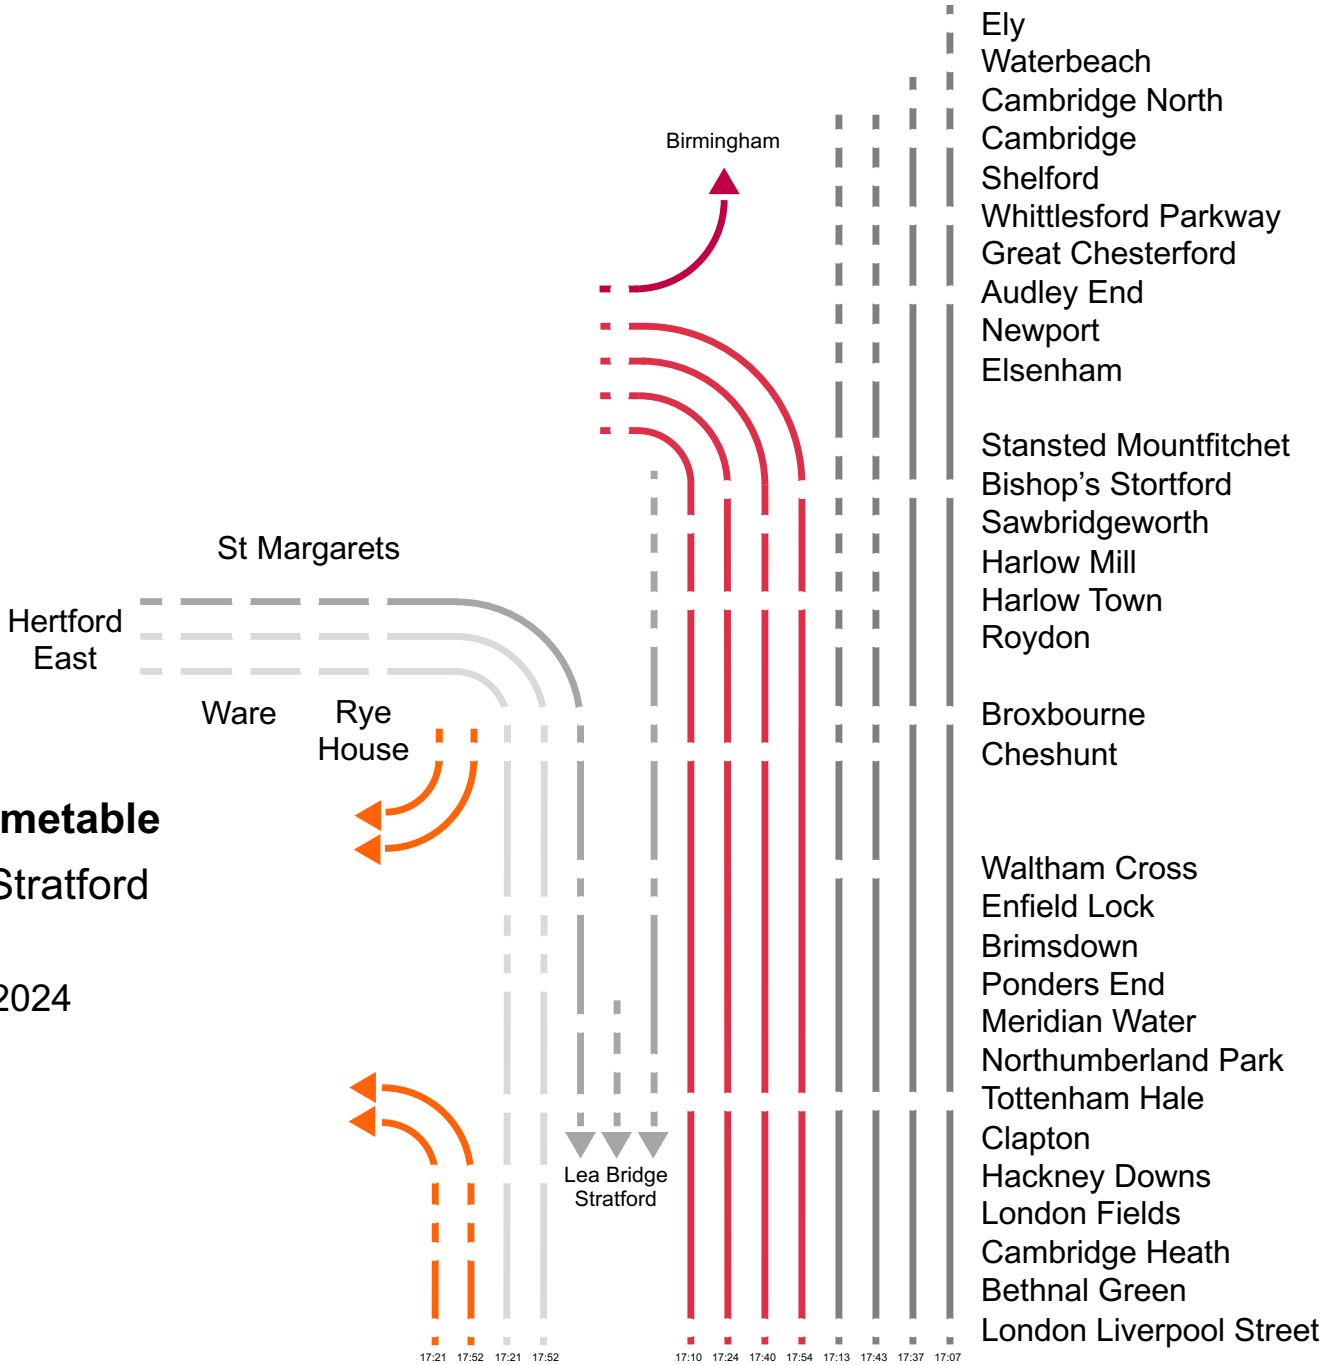 Ely
Waterbeach
Cambridge North
Cambridge
Birmingham
Shelford
Whittlesford Parkway
Great Chesterford
Audley End
Newport
Elsenham
Stansted Mountfitchet
Bishop’s Stortford
Sawbridgeworth
St Margarets
Harlow Mill
Harlow Town
Hertford
East
Roydon
Ware
Rye
House
Broxbourne
Cheshunt
metable
Stratford
2024
Waltham Cross
Enfield Lock
Brimsdown
Ponders End
Meridian Water
Northumberland Park
Tottenham Hale
Clapton
Lea Bridge
Stratford
Hackney Downs
London Fields
Cambridge Heath
Bethnal Green
London Liverpool Street
17:21 17:52 17:21 17:52 17:10 17:24 17:40 17:54 17:13 17:43 17:37 17:07